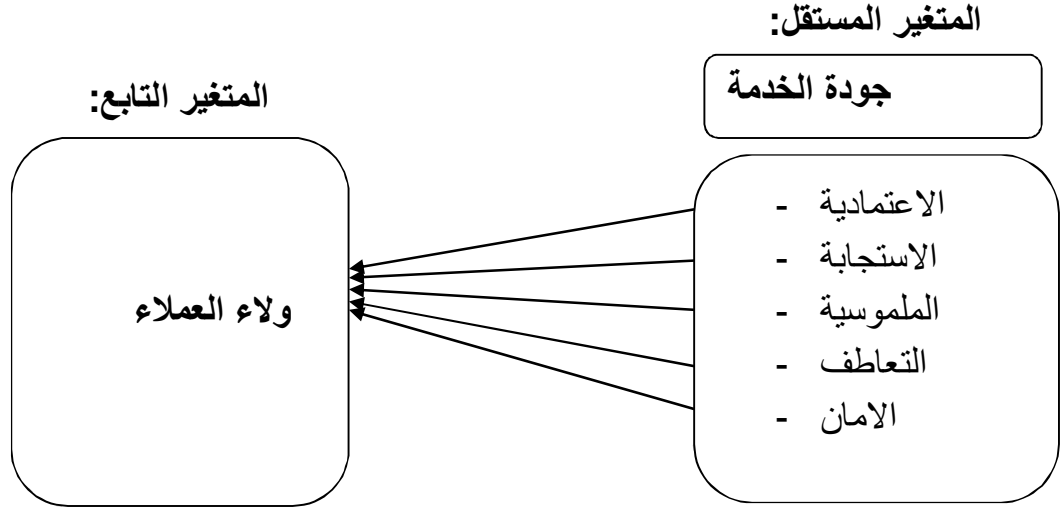 المتغير المستقل:
جودة الخدمة
- الاعتمادية
- الاستجابة
- الملموسية
- التعاطف
- الامان
المتغير التابع:
ولاء العملاء